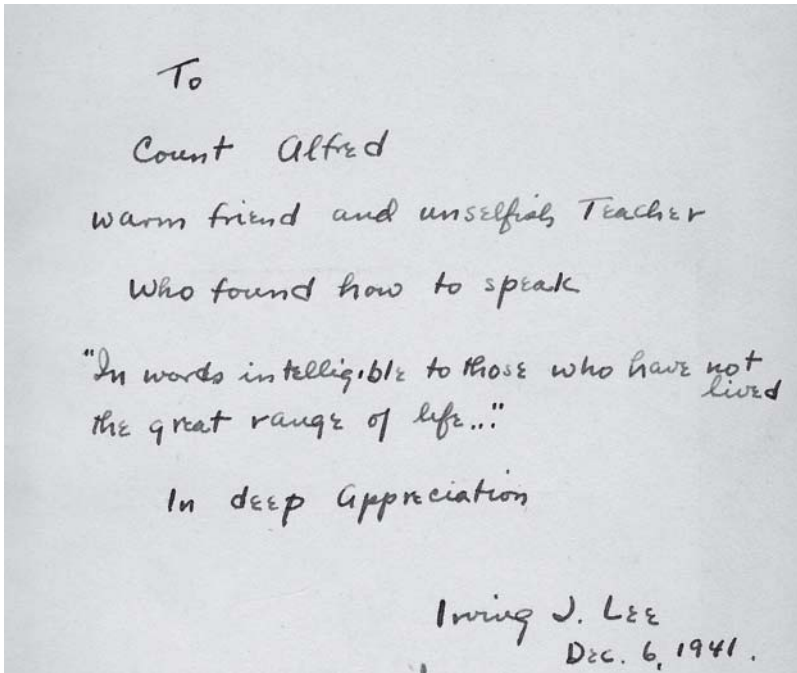 To
Count Alfred
warm friend and unselfish Teacher
who found how to speak
"In words intelligible to those who have not
lived
the great range of life..."
In deep appreciation
Irving J. Lee
Dec. 6, 1941.